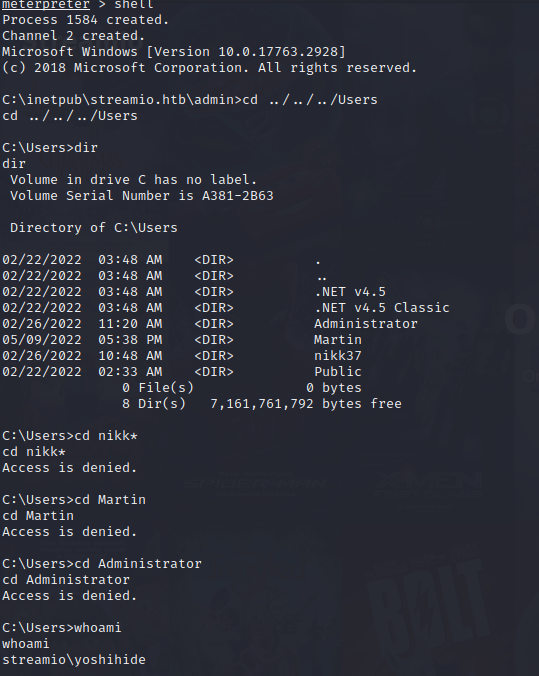 meterpreter > shell
Process 1584 created.
Channel 2 created.
Microsoft Windows [Version 10.0.17763.2928]
(c) 2018 Microsoft Corporation. All rights reserved.

C:\inetpub\streamio.htb\admin>cd ../../../Users
cd ../../../Users

C:\Users>dir
dir
 Volume in drive C has no label.
 Volume Serial Number is A381-2B63

 Directory of C:\Users

02/22/2022  03:48 AM    <DIR>          .
02/22/2022  03:48 AM    <DIR>          ..
02/22/2022  03:48 AM    <DIR>          .NET v4.5
02/22/2022  03:48 AM    <DIR>          .NET v4.5 Classic
02/26/2022  11:20 AM    <DIR>          Administrator
05/09/2022  05:38 PM    <DIR>          Martin
02/26/2022  10:48 AM    <DIR>          nikk37
02/22/2022  02:33 AM    <DIR>          Public
               0 File(s)              0 bytes
               8 Dir(s)   7,161,761,792 bytes free

C:\Users>cd nikk*
cd nikk*
Access is denied.

C:\Users>cd Martin
cd Martin
Access is denied.

C:\Users>cd Administrator
cd Administrator
Access is denied.

C:\Users>whoami
whoami
streamio\yoshihide
BOLT